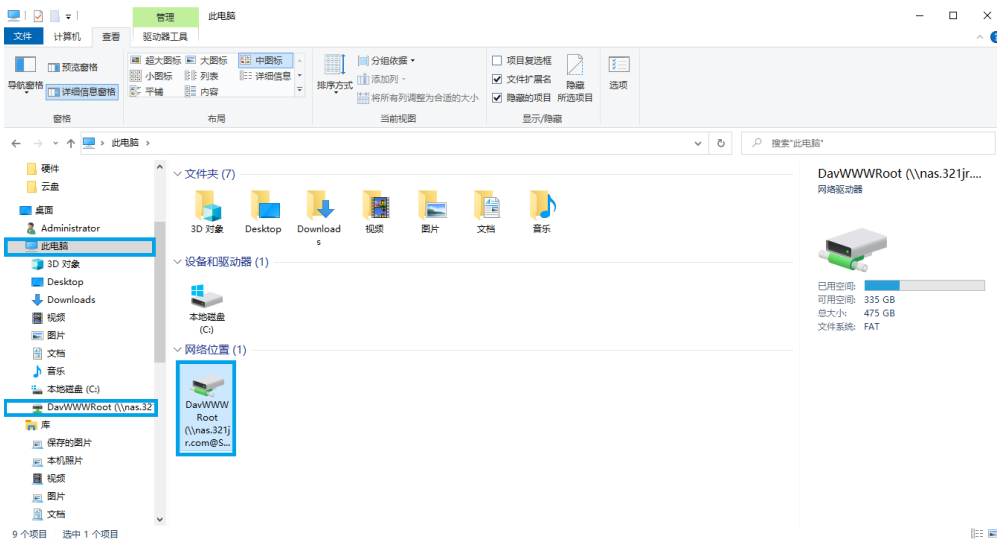 管理
此电脑
文件
计算机
查看
驱动器工具
导航窗格
预览窗格
详细信息窗格
窗格
超大图标
大图标
中图标
小图标
列表
详细信息
平铺
内容
布局
排序方式
分组依据
添加列
将所有列调整为合适的大小
当前视图
项目复选框
文件扩展名
隐藏的项目
隐藏
所选项目
显示/隐藏
选项
此电脑
搜索"此电脑"
硬件
云盘
桌面
Administrator
此电脑
3D 对象
Desktop
Downloads
视频
图片
文档
音乐
本地磁盘 (C:)
DavWWWRoot (\\nas.32
库
保存的图片
本机照片
视频
图片
文档
文件夹 (7)
3D 对象
Desktop
Download
s
视频
图片
文档
音乐
设备和驱动器 (1)
本地磁盘
(C:)
网络位置 (1)
DavWWW
Root
(\\nas.321j
r.com@S...
DavWWWRoot (\\nas.321jr....
网络驱动器
已用空间:
可用空间: 335 GB
总大小: 475 GB
文件系统: FAT
9 个项目
选中 1 个项目